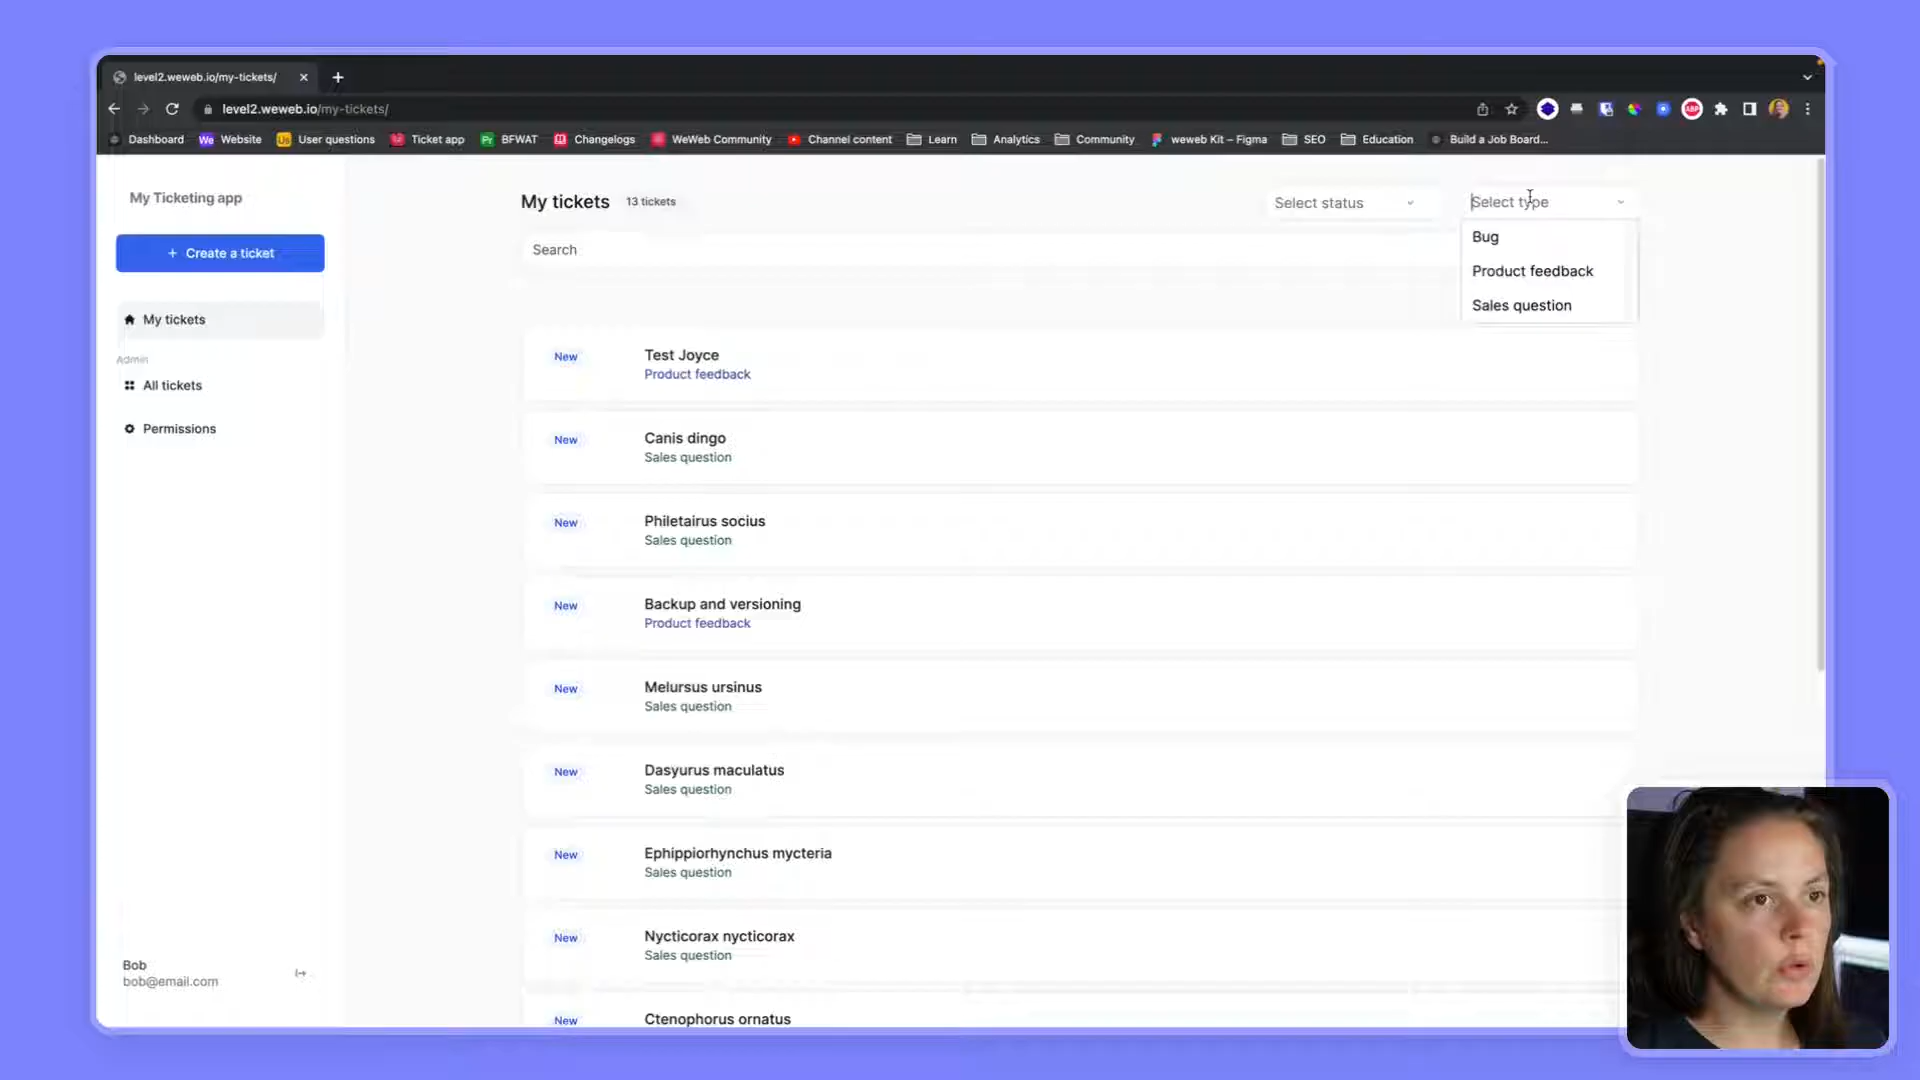 level2.weweb.io/my-tickets/
level2.weweb.io/my-tickets/
Dashboard We Website Us User questions Ticket app Pr BFWAT Changelogs WeWeb Community Channel content Learn Analytics Community weweb Kit – Figma SEO Education Build a Job Board...
ABP
My Ticketing app
+ Create a ticket
My tickets
Admin
All tickets
Permissions
Bob
bob@email.com
My tickets 13 tickets
Select status
Select type
Bug
Product feedback
Sales question
Search
New Test Joyce
Product feedback
New Canis dingo
Sales question
New Philetairus socius
Sales question
New Backup and versioning
Product feedback
New Melursus ursinus
Sales question
New Dasyurus maculatus
Sales question
New Ephippiorhynchus mycteria
Sales question
New Nycticorax nycticorax
Sales question
New Ctenophorus ornatus